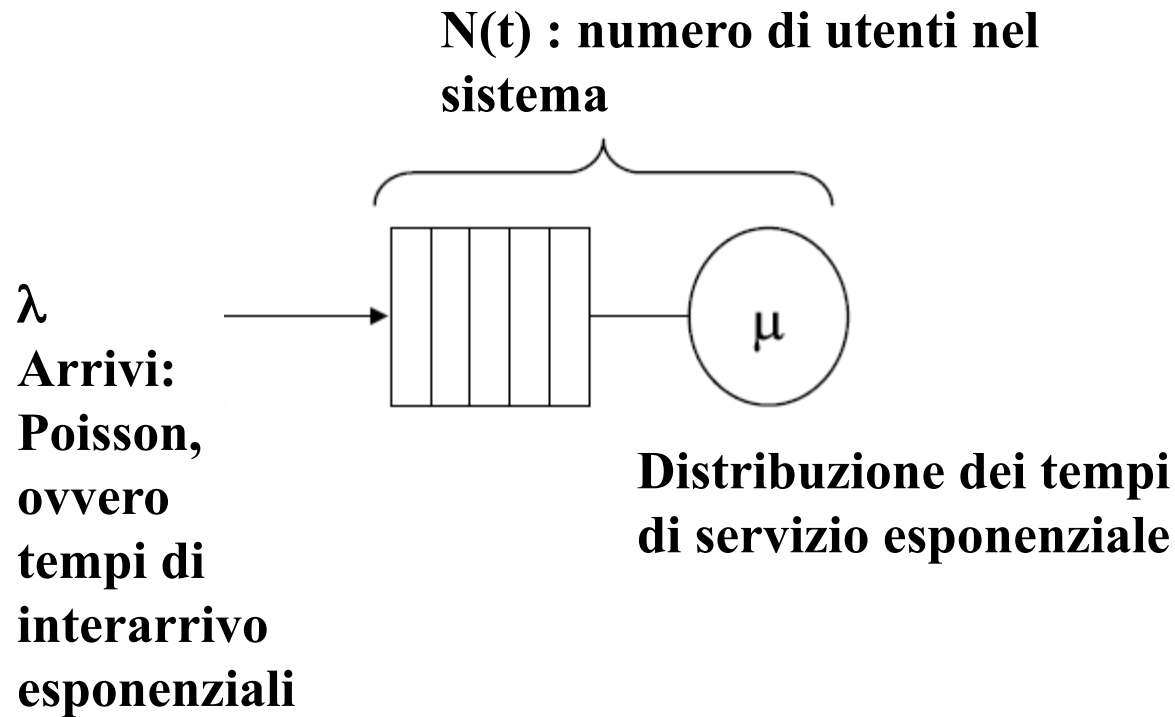 N(t) : numero di utenti nel
sistema
λ
Arrivi:
Poisson,
ovvero
tempi di
interarrivo
esponenziali
μ
Distribuzione dei tempi
di servizio esponenziale